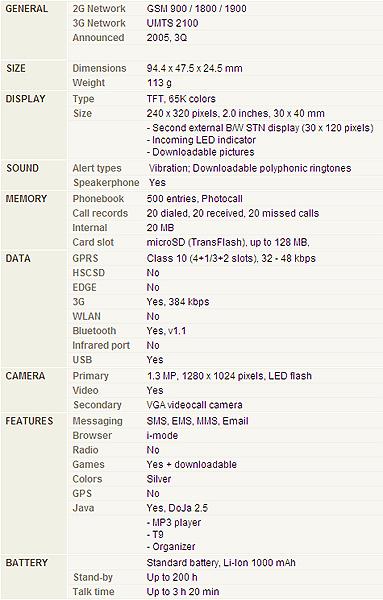 GENERAL 2G Network GSM 900 / 1800 / 1900
3G Network UMTS 2100
Announced 2005, 3Q
SIZE Dimensions 94.4 x 47.5 x 24.5 mm
Weight 113 g
DISPLAY Type TFT, 65K colors
Size 240 x 320 pixels, 2.0 inches, 30 x 40 mm
- Second external B/W STN display (30 x 120 pixels)
- Incoming LED indicator
- Downloadable pictures
SOUND Alert types Vibration; Downloadable polyphonic ringtones
Speakerphone Yes
MEMORY Phonebook 500 entries, Photocall
Call records 20 dialed, 20 received, 20 missed calls
Internal 20 MB
Card slot microSD (TransFlash), up to 128 MB,
DATA GPRS Class 10 (4+1/3+2 slots), 32 - 48 kbps
HSCSD No
EDGE No
3G Yes, 384 kbps
WLAN No
Bluetooth Yes, v1.1
Infrared port No
USB Yes
CAMERA Primary 1.3 MP, 1280 x 1024 pixels, LED flash
Video Yes
Secondary VGA videocall camera
FEATURES Messaging SMS, EMS, MMS, Email
Browser i-mode
Radio No
Games Yes + downloadable
Colors Silver
GPS No
Java Yes, DoJa 2.5
- MP3 player
- T9
- Organizer
BATTERY Standard battery, Li-Ion 1000 mAh
Stand-by Up to 200 h
Talk time Up to 3 h 20 min